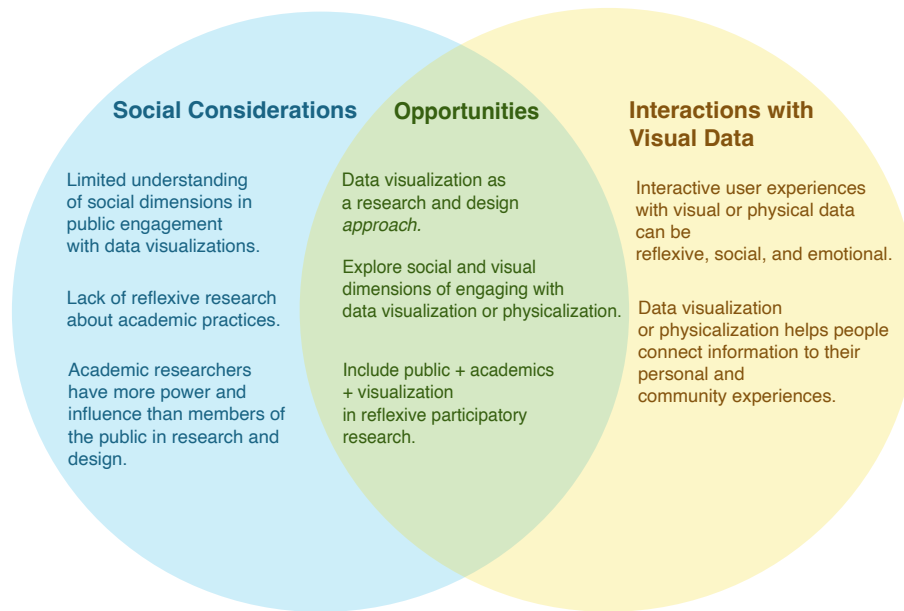 Social Considerations
Limited understanding
of social dimensions in
public engagement
with data visualizations.
Lack of reflexive research
about academic practices.
Academic researchers
have more power and
influence than members of
the public in research and
design.
Opportunities
Data visualization as
a research and design
approach.
Explore social and visual
dimensions of engaging with
data visualization or physicalization.
Include public + academics
+ visualization
in reflexive participatory
research.
Interactions with
Visual Data
Interactive user experiences
with visual or physical data
can be
reflexive, social, and emotional.
Data visualization
or physicalization helps people
connect information to their
personal and
community experiences.